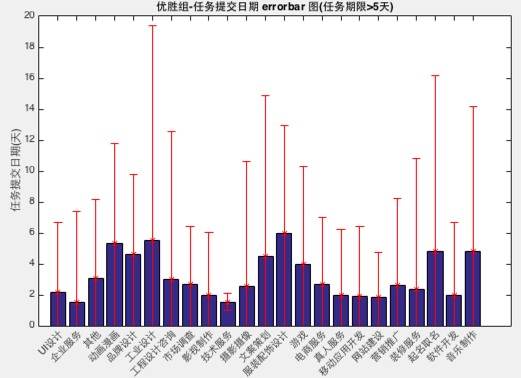 优胜组-任务提交日期 errorbar 图(任务期限>5天)
任务提交日期(天)
20
18
16
14
12
10
8
6
4
2
0
UI设计
企业服务
其他
动画漫画
品牌设计
工业设计
工程设计咨询
市场调查
影视制作
技术服务
摄影摄像
文案策划
服装配饰设计
游戏
电商服务
真人服务
移动应用开发
网站建设
营销推广
装修服务
起名取名
软件开发
音乐制作